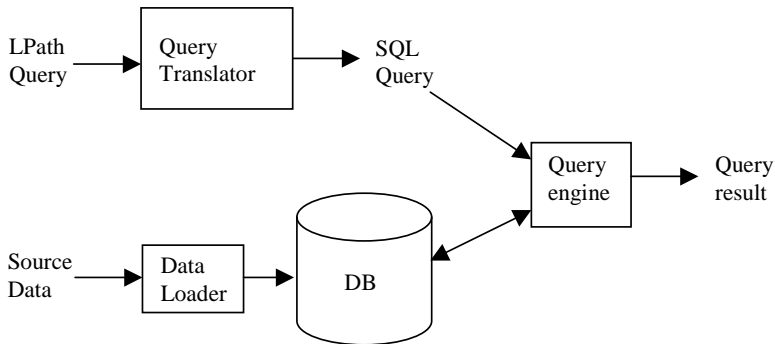 LPath
Query
Query
Translator
SQL
Query
Query
engine
Query
result
Source
Data
Data
Loader
DB